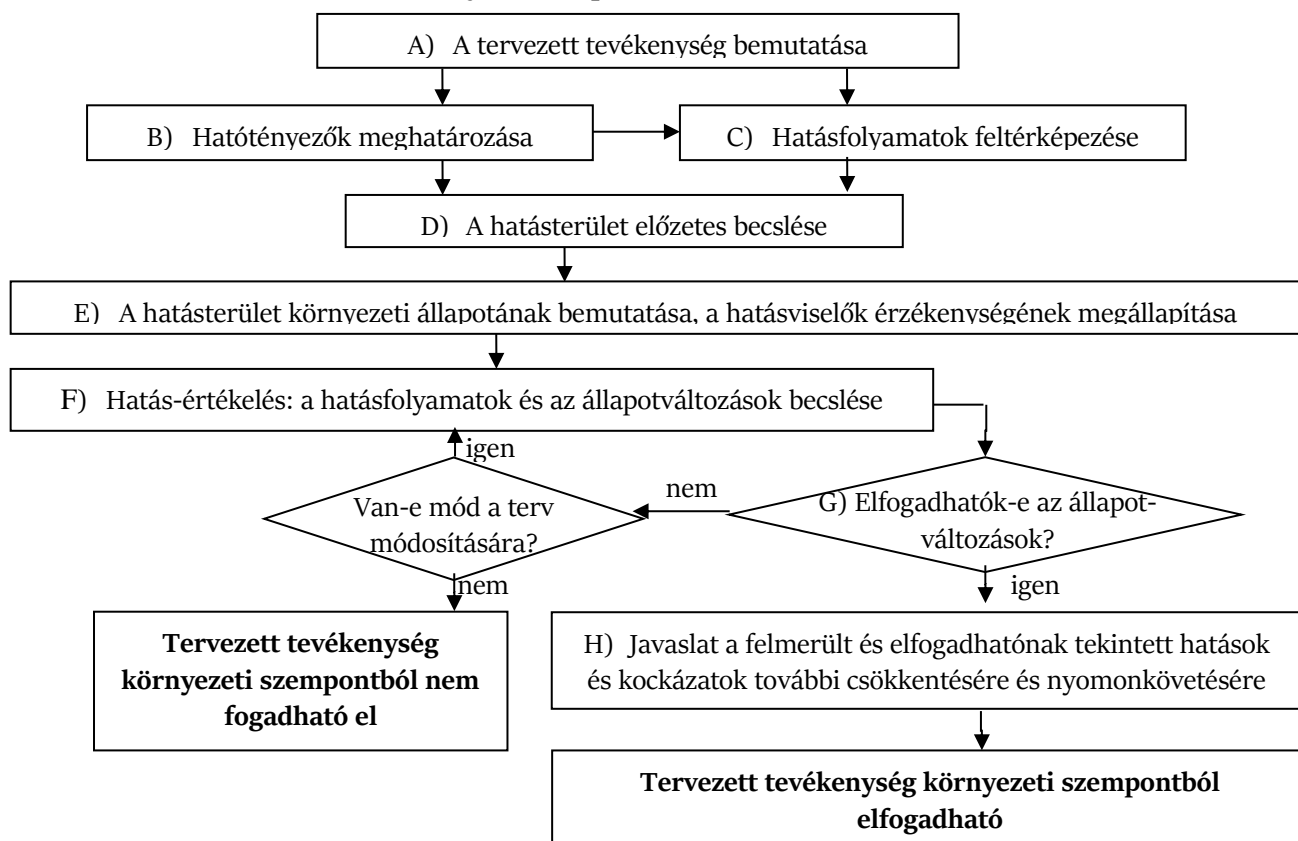 A) A tervezett tevékenység bemutatása
B) Hatótényezők meghatározása
C) Hatásfolyamatok feltérképezése
D) A hatásterület előzetes becslése
E) A hatásterület környezeti állapotának bemutatása, a hatásviselők érzékenységének megállapítása
F) Hatás-értékelés: a hatásfolyamatok és az állapotváltozások becslése
igen
Van-e mód a terv
módosítására?
nem
G) Elfogadhatók-e az állapot-
változások?
nem
igen
Tervezett tevékenység
környezeti szempontból nem
fogadható el
H) Javaslat a felmerült és elfogadhatónak tekintett hatások
és kockázatok további csökkentésére és nyomonkövetésére
Tervezett tevékenység környezeti szempontból
elfogadható